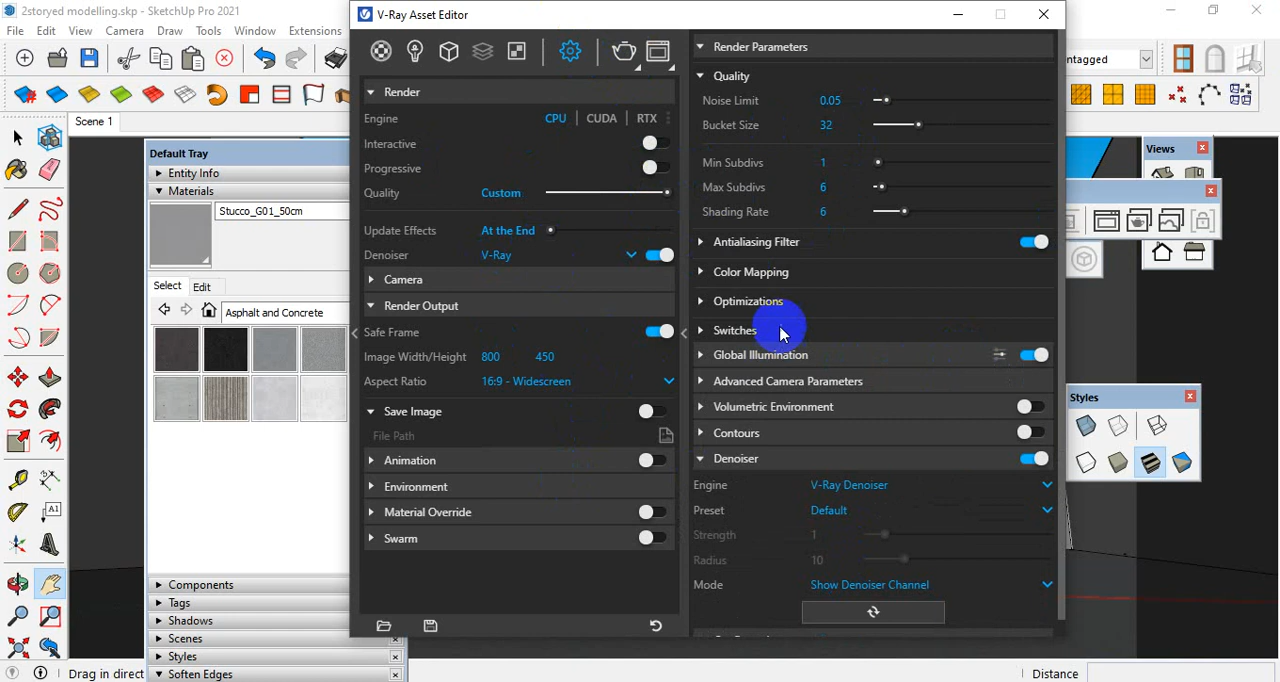 2storyed modelling.skp - SketchUp Pro 2021
File Edit View Camera Draw Tools Window Extensions
Scene 1
Default Tray
Entity Info
Materials
Stucco_G01_50cm
Select Edit
Asphalt and Concrete
Components
Tags
Shadows
Scenes
Styles
Soften Edges
Drag in direct
V-Ray Asset Editor
Render
Engine CPU CUDA RTX
Interactive
Progressive
Quality Custom
Update Effects At the End
Denoiser V-Ray
Camera
Render Output
Safe Frame
Image Width/Height 800 450
Aspect Ratio 16:9 - Widescreen
Save Image
File Path
Animation
Environment
Material Override
Swarm
Render Parameters
Quality
Noise Limit 0.05
Bucket Size 32
Min Subdivs 1
Max Subdivs 6
Shading Rate 6
Antialiasing Filter
Color Mapping
Optimizations
Switches
Global Illumination
Advanced Camera Parameters
Volumetric Environment
Contours
Denoiser
Engine V-Ray Denoiser
Preset Default
Strength 1
Radius 10
Mode Show Denoiser Channel
ntagged
Views
Styles
Distance